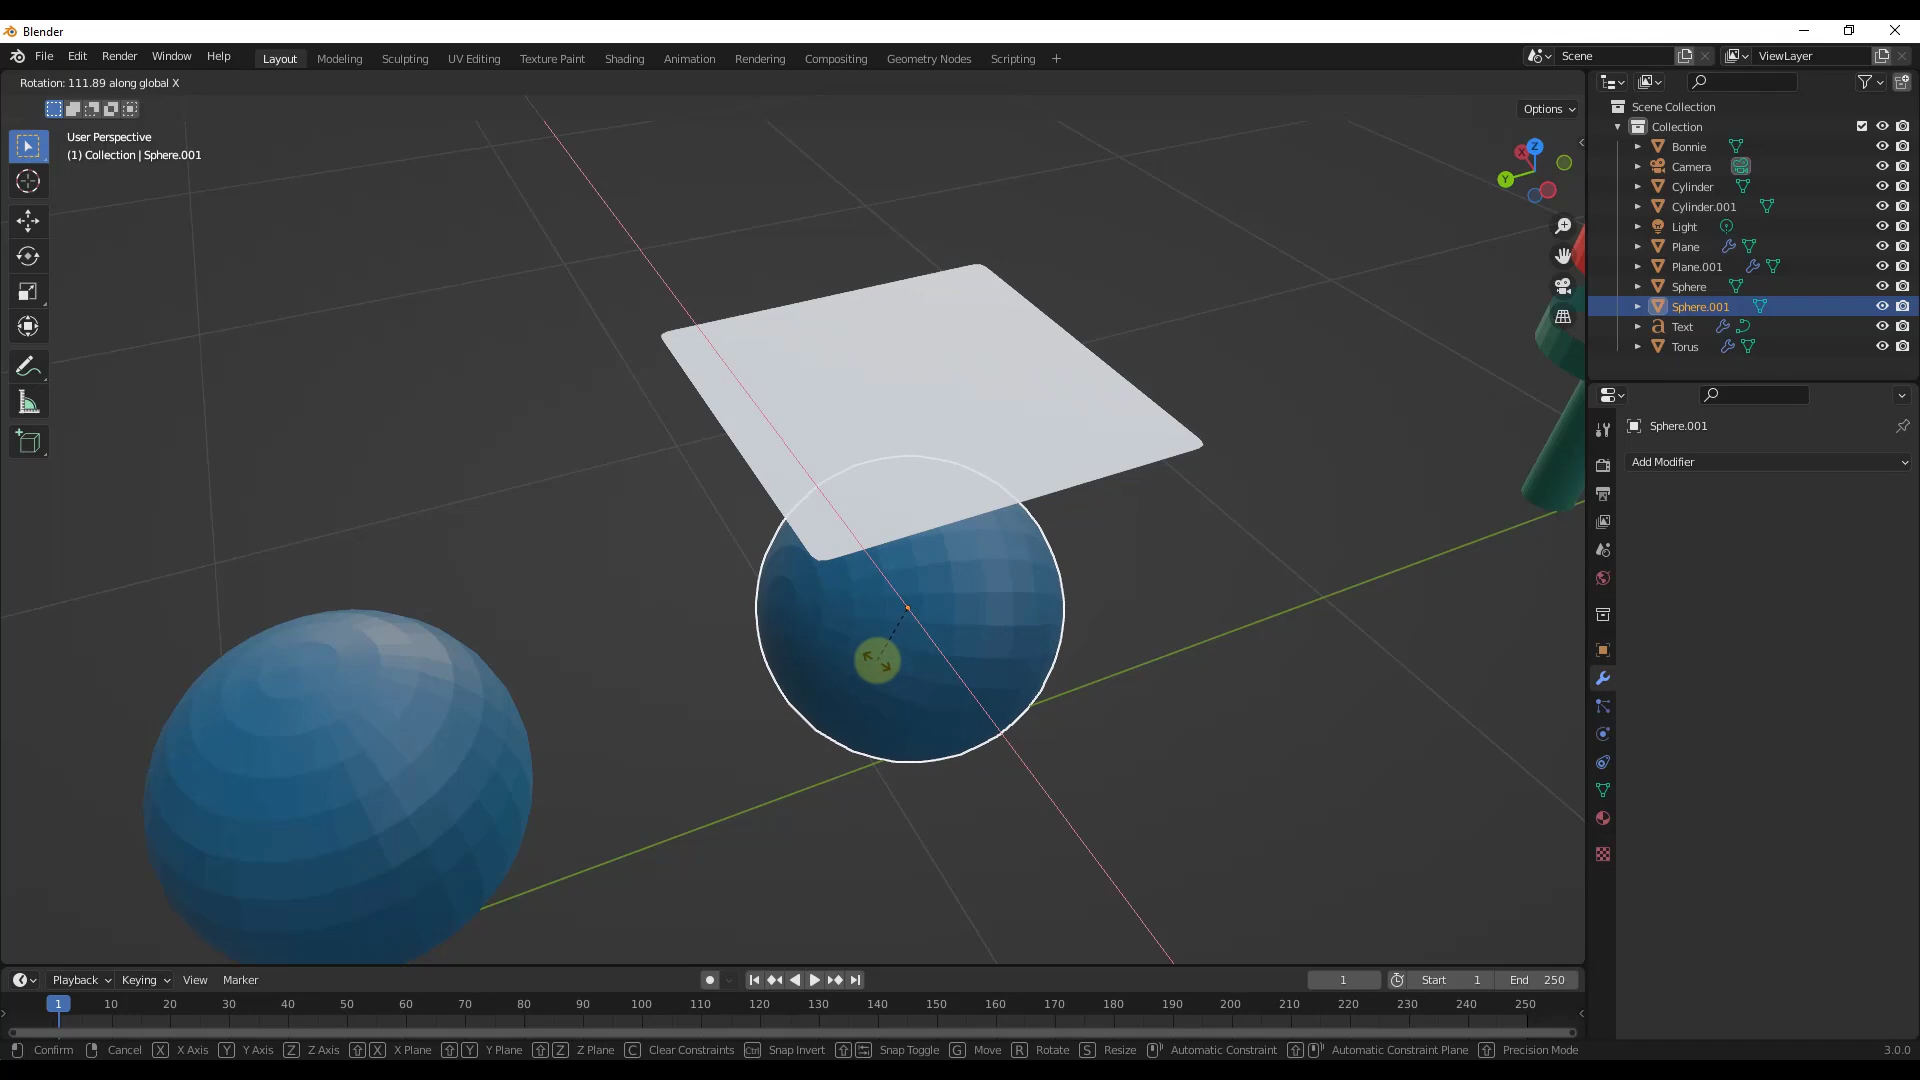 Blender
File Edit Render Window Help Layout Modeling Sculpting UV Editing Texture Paint Shading Animation Rendering Compositing Geometry Nodes Scripting + Scene ViewLayer
Rotation: 111.89 along global X
Options
User Perspective
(1) Collection | Sphere.001
X Z Y
Scene Collection
Collection
Bonnie
Camera
Cylinder
Cylinder.001
Light
Plane
Plane.001
Sphere
Sphere.001
Text
Torus
Sphere.001
Add Modifier
Playback Keying View Marker 1 Start 1 End 250
1 10 20 30 40 50 60 70 80 90 100 110 120 130 140 150 160 170 180 190 200 210 220 230 240 250
Confirm Cancel X X Axis Y Y Axis Z Z Axis X X Plane Y Y Plane Z Z Plane C Clear Constraints Ctrl Snap Invert Snap Toggle G Move R Rotate S Resize Automatic Constraint Automatic Constraint Plane Precision Mode 3.0.0